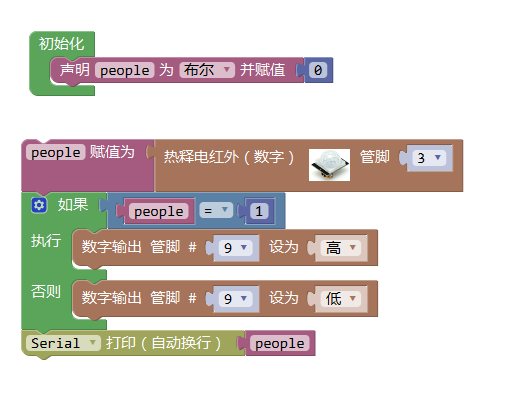 初始化
声明 people 为 布尔 并赋值 0
people 赋值为 热释电红外（数字） 管脚 3
如果 people = 1
执行 数字输出 管脚 # 9 设为 高
否则 数字输出 管脚 # 9 设为 低
Serial 打印（自动换行） people